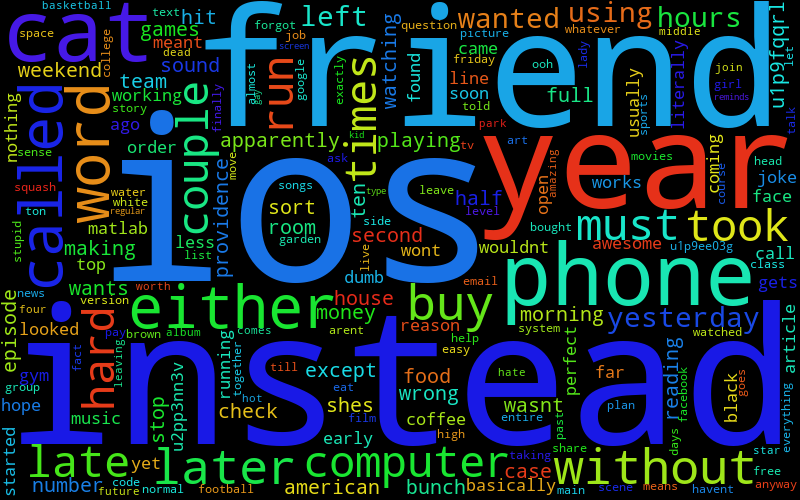 basketball
text
hit
cat
friend
left
wanted
using
hours
question
whatever
picture
middle
u1p9fqqrl
let
space
games
meant
college
forgot
job
dead
almost
screen
google
watching
came
friday
lady
weekend
sound
run
exactly
times
found
line
ooh
full
usually
literally
join
girl
reminds
team
working
story
finally
gay
soon
told
sports
talk
nothing
called
word
couple
ago
apparently
playing
park
year
kid
tv
art
movies
coming
head
joke
sense
order
move
ios
ask
amazing
open
course
works
face
squash
water
white
regular
songs
ten
type
leave
half
level
bought
ton
matlab
sort
room
garden
side
must
took
stupid
making
less
list
providence
second
live
wont
wouldnt
awesome
u1p9ee03g
call
class
top
dumb
phone
news
wants
version
worth
house
email
gets
episode
four
hard
either
money
buy
morning
yesterday
looked
pay
brown
album
comes
arent
reason
help
easy
system
watched
article
gym
fact
leaving
running
together
till
except
food
hate
perfect
far
reading
facebook
black
goes
group
instead
hope
u2pp3nn3v
hot
eat
wrong
wasnt
plan
everything
music
stop
check
shes
film
coffee
entire
past
started
early
high
days
star
late
yet
later
computer
taking
case
share
without
free
number
code
future
normal
football
american
bunch
basically
main
scene
means
havent
anyway